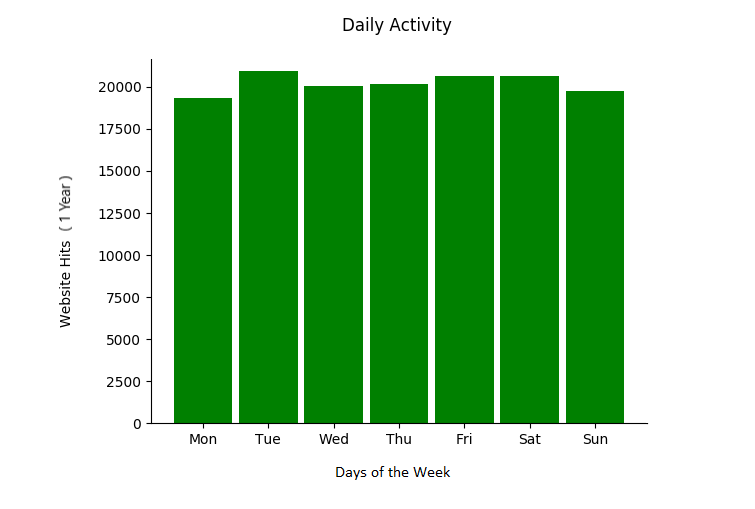 Daily Activity
20000
17500
15000
12500
10000
7500
5000
2500
0
Website Hits ( 1 Year )
Mon Tue Wed Thu Fri Sat Sun
Days of the Week